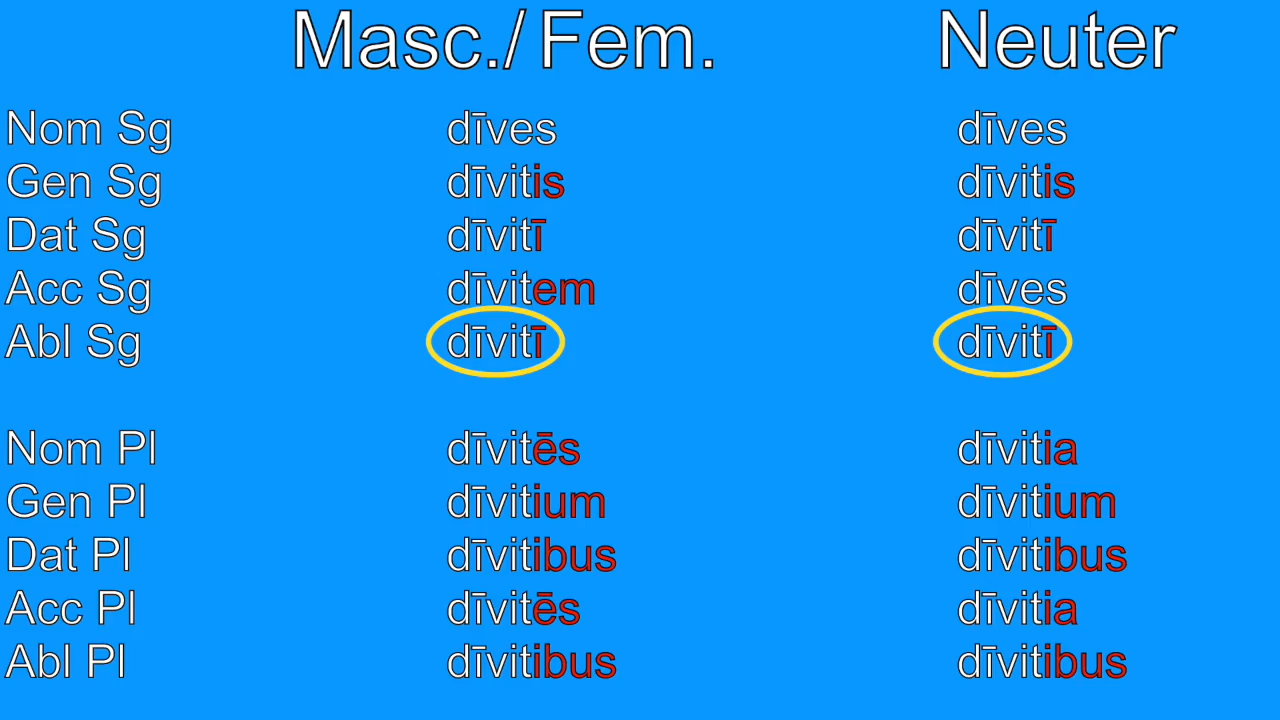 Masc./ Fem. Neuter
Nom Sg dīves dīves
Gen Sg dīvitis dīvitis
Dat Sg dīvitī dīvitī
Acc Sg dīvitem dīves
Abl Sg dīvitī dīvitī
Nom Pl dīvitēs dīvitia
Gen Pl dīvitium dīvitium
Dat Pl dīvitibus dīvitibus
Acc Pl dīvitēs dīvitia
Abl Pl dīvitibus dīvitibus